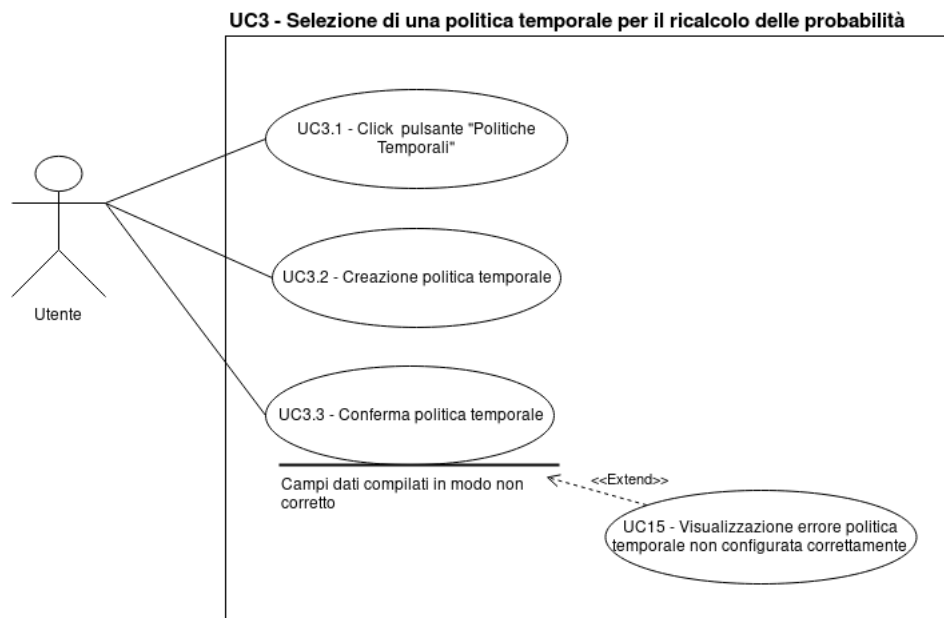 UC3 - Selezione di una politica temporale per il ricalcolo delle probabilità
UC3.1 - Click pulsante "Politiche
Temporali"
UC3.2 - Creazione politica temporale
Utente
UC3.3 - Conferma politica temporale
Campi dati compilati in modo non
corretto
<<Extend>>
UC15 - Visualizzazione errore politica
temporale non configurata correttamente